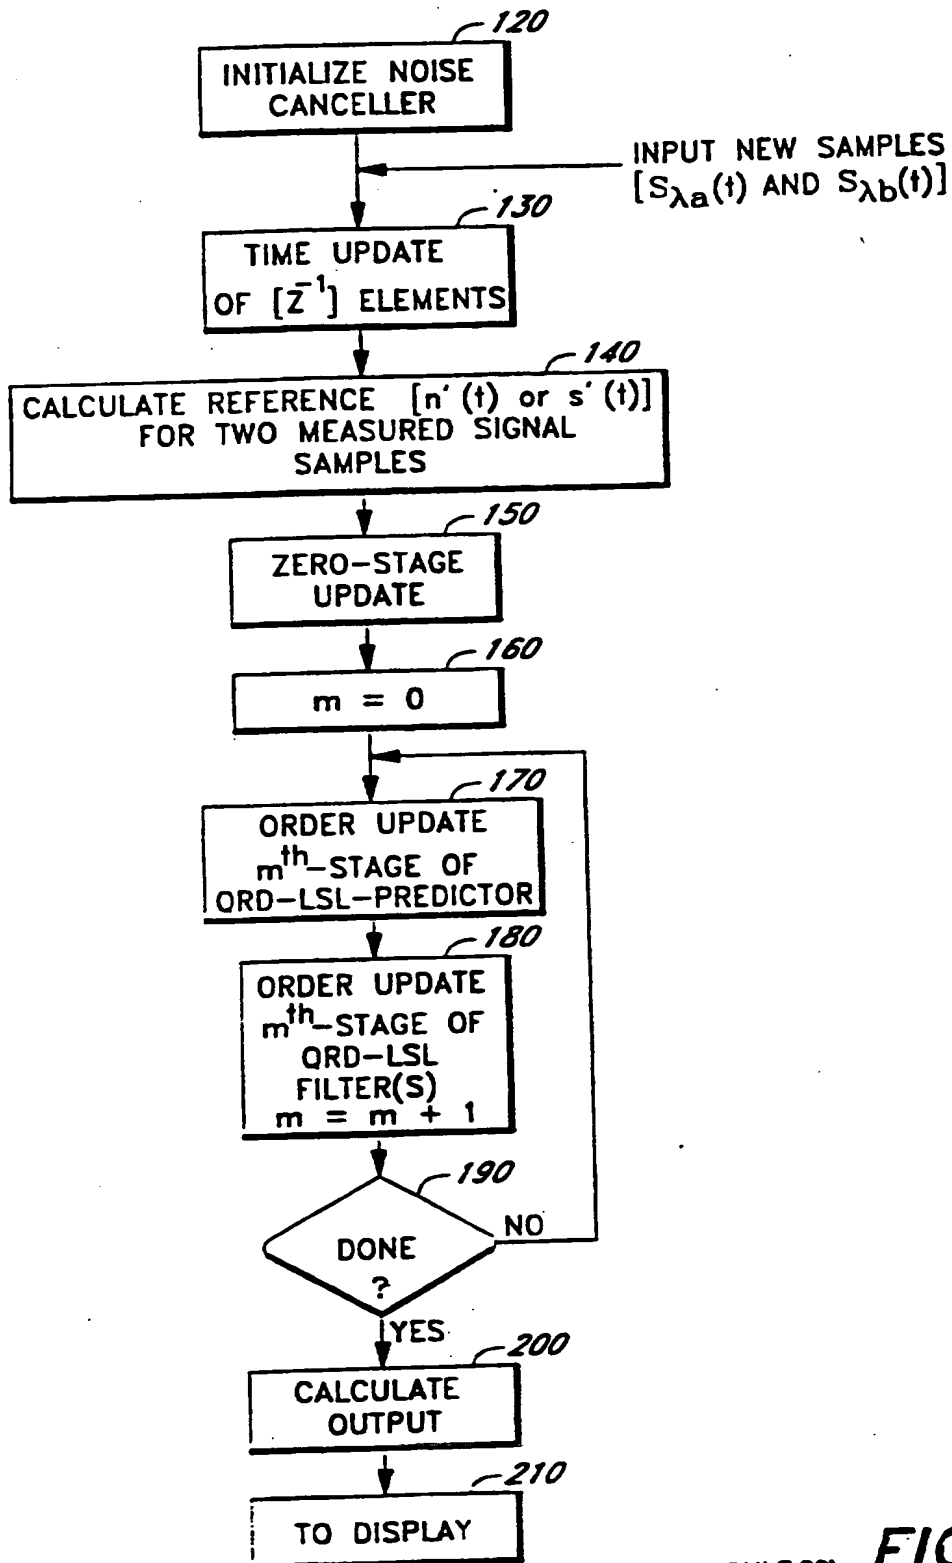 120
INITIALIZE NOISE
CANCELLER
INPUT NEW SAMPLES
[Sλa(t) AND Sλb(t)]
130
TIME UPDATE
OF [Z⁻¹] ELEMENTS
140
CALCULATE REFERENCE [n'(t) or s'(t)]
FOR TWO MEASURED SIGNAL
SAMPLES
150
ZERO-STAGE
UPDATE
160
m = 0
170
ORDER UPDATE
mth-STAGE OF
QRD-LSL-PREDICTOR
180
ORDER UPDATE
mth-STAGE OF
QRD-LSL
FILTER(S)
m = m + 1
190
DONE
?
NO
YES
200
CALCULATE
OUTPUT
210
TO DISPLAY
FIG